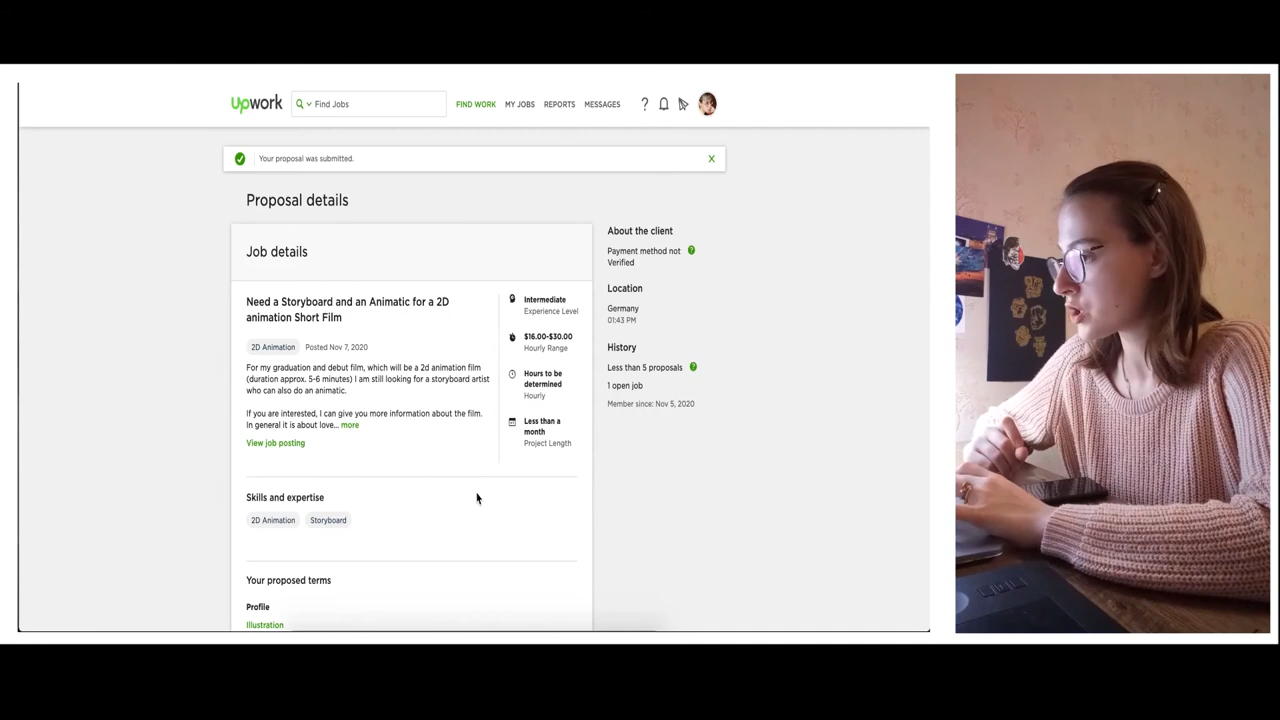 Upwork
Find Jobs
FIND WORK
MY JOBS
REPORTS
MESSAGES
?
Your proposal was submitted.
X
Proposal details
Job details
Need a Storyboard and an Animatic for a 2D
animation Short Film
2D Animation
Posted Nov 7, 2020
For my graduation and debut film, which will be a 2d animation film
(duration approx. 5-6 minutes) I am still looking for a storyboard artist
who can also do an animatic.
If you are interested, I can give you more information about the film.
In general it is about love... more
View job posting
Intermediate
Experience Level
$16.00-$30.00
Hourly Range
Hours to be
determined
Hourly
Less than a
month
Project Length
Skills and expertise
2D Animation
Storyboard
Your proposed terms
Profile
Illustration
About the client
Payment method not
Verified
?
Location
Germany
01:43 PM
History
Less than 5 proposals
?
1 open job
Member since: Nov 5, 2020